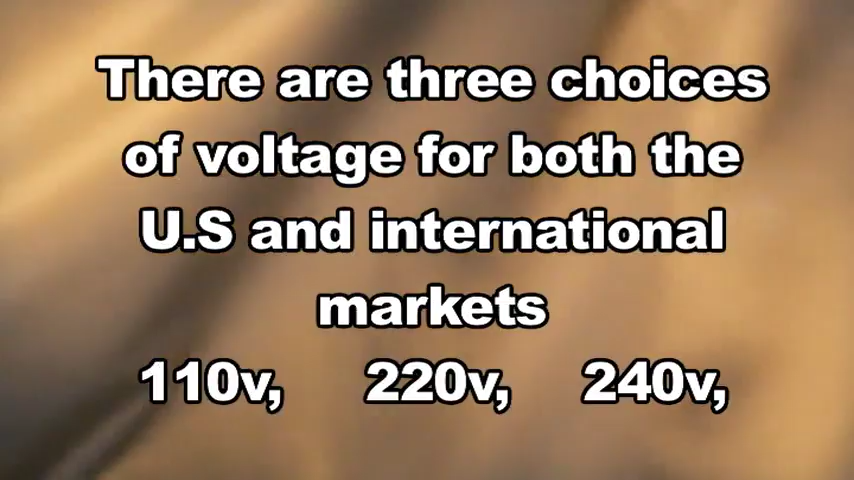 There are three choices
of voltage for both the
U.S and international
markets
110v, 220v, 240v,